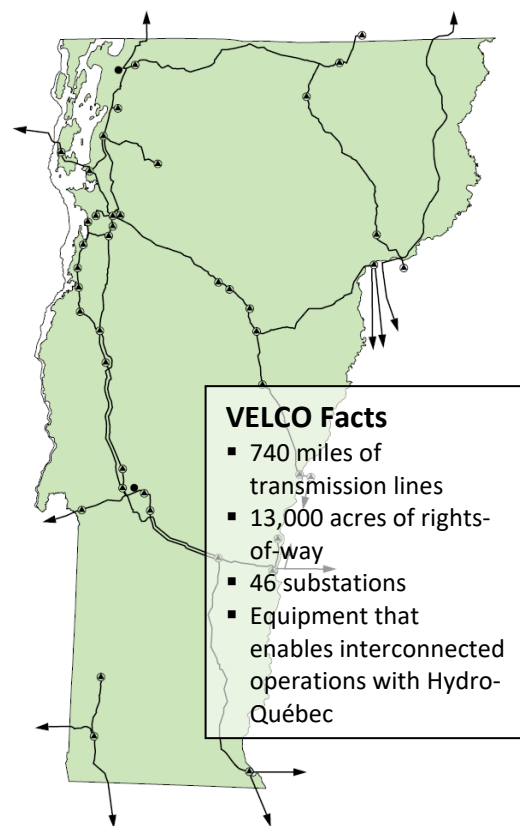 VELCO Facts
▪ 740 miles of
transmission lines
▪ 13,000 acres of rights-
of-way
▪ 46 substations
▪ Equipment that
enables interconnected
operations with Hydro-
Québec